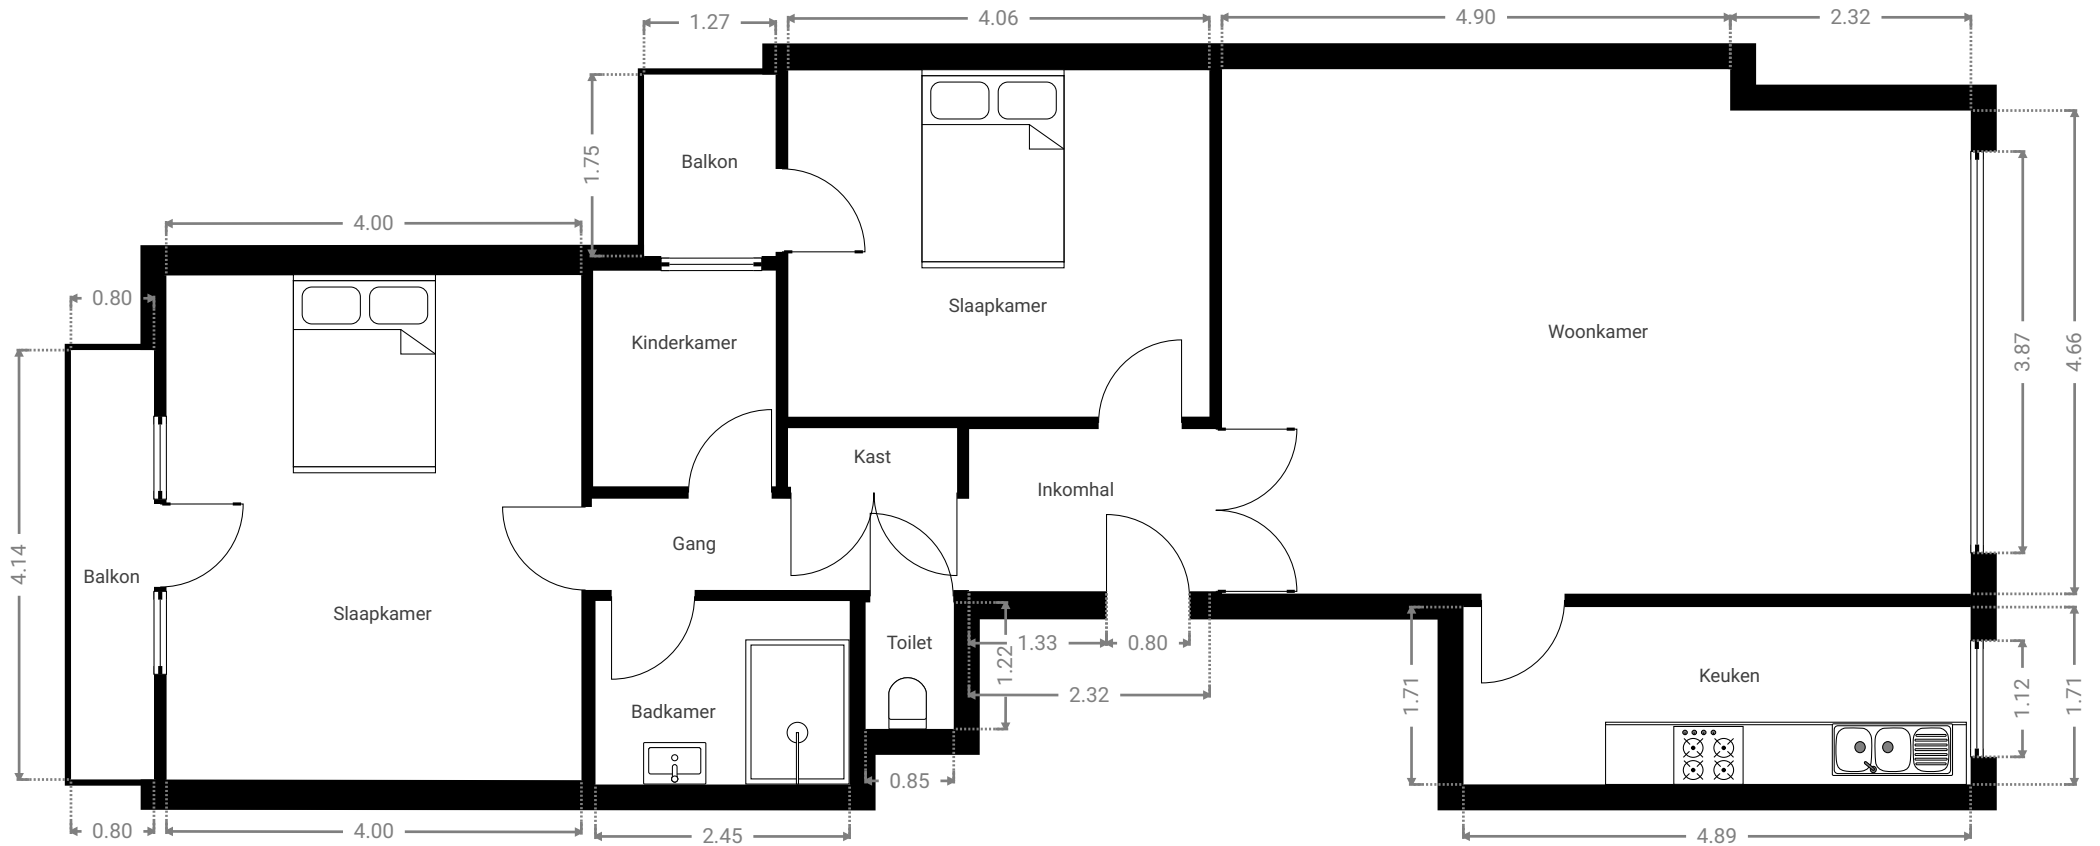 1.27
4.06
4.90
2.32
1.75
Balkon
4.00
0.80
Slaapkamer
Woonkamer
Kinderkamer
3.87
4.66
Kast
Inkomhal
Gang
4.14
Balkon
Slaapkamer
Toilet
1.22
1.33
0.80
Keuken
1.71
1.12
1.71
2.32
Badkamer
0.85
0.80
4.00
2.45
4.89